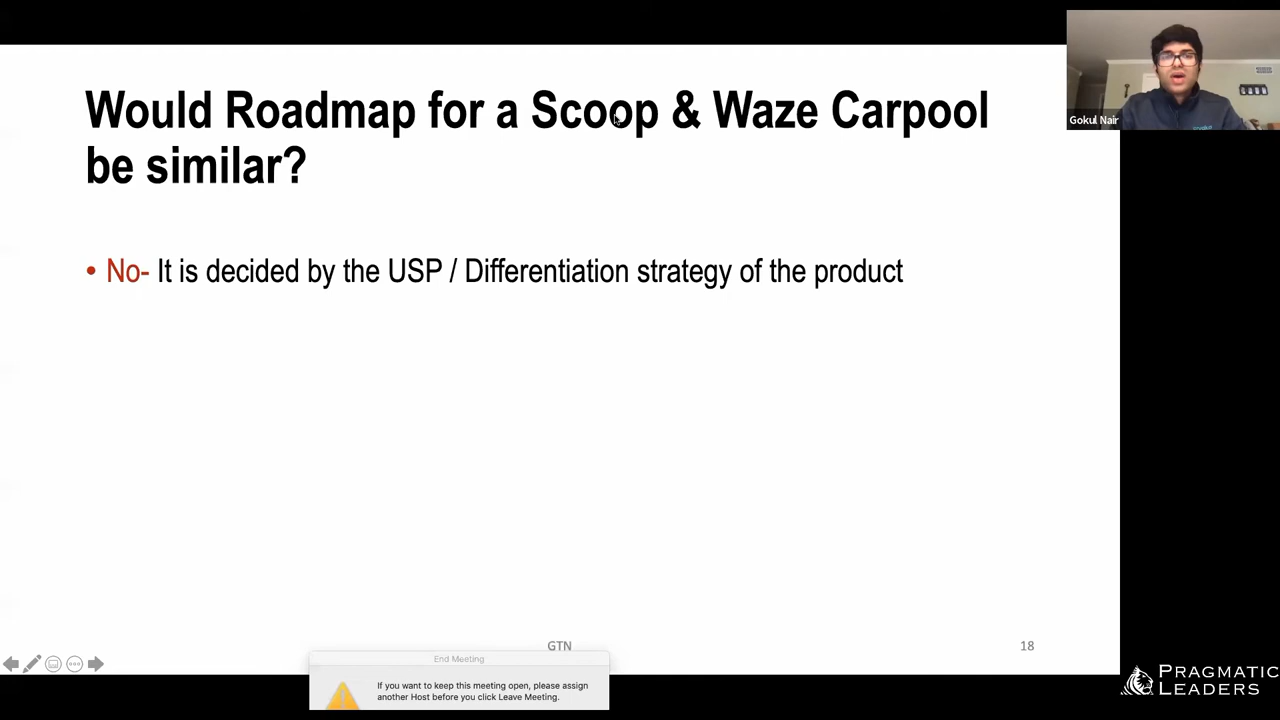 Would Roadmap for a Scoop & Waze Carpool
be similar?
• No- It is decided by the USP / Differentiation strategy of the product
Gokul Nair
GTN
18
End Meeting
If you want to keep this meeting open, please assign
another Host before you click Leave Meeting.
PRAGMATIC
LEADERS